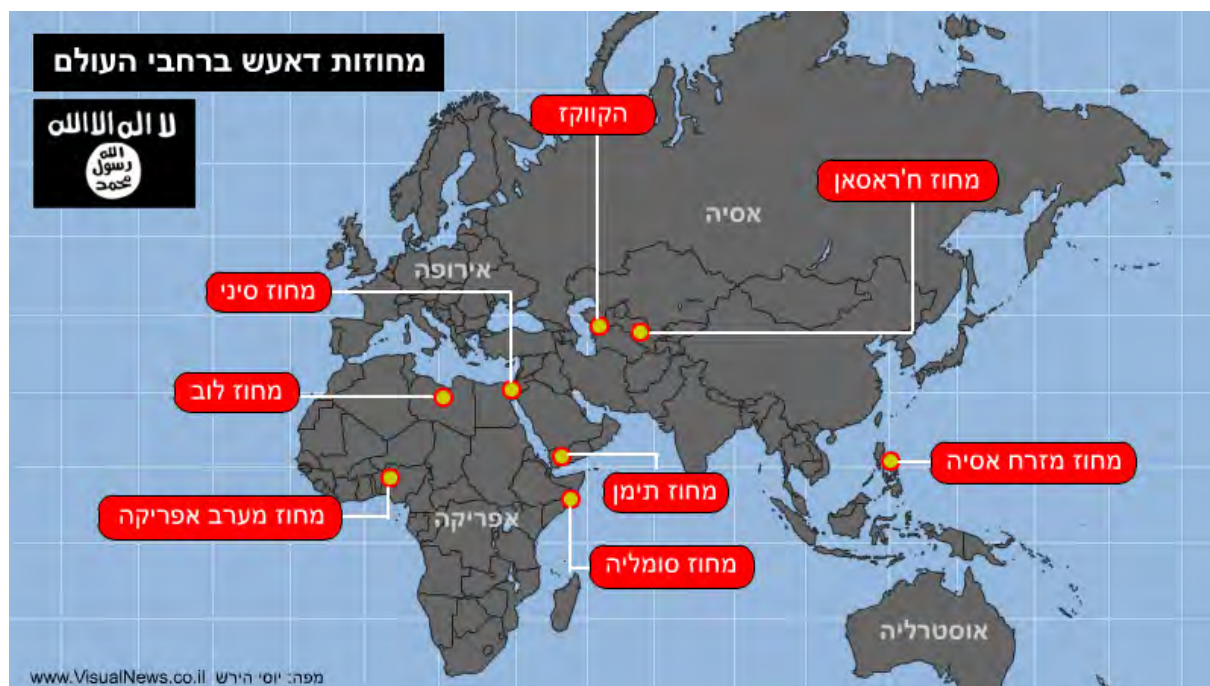 מחוזות דאעש ברחבי העולם
لا اله الا الله
الله
رسول
محمد
הקווקז
מחוז ח'ראסאן
אסיה
אירופה
מחוז סיני
מחוז לוב
מחוז מזרח אסיה
מחוז תימן
מחוז מערב אפריקה
אפריקה
מחוז סומליה
אוסטרליה
מפה: יוסי הירש www.VisualNews.co.il